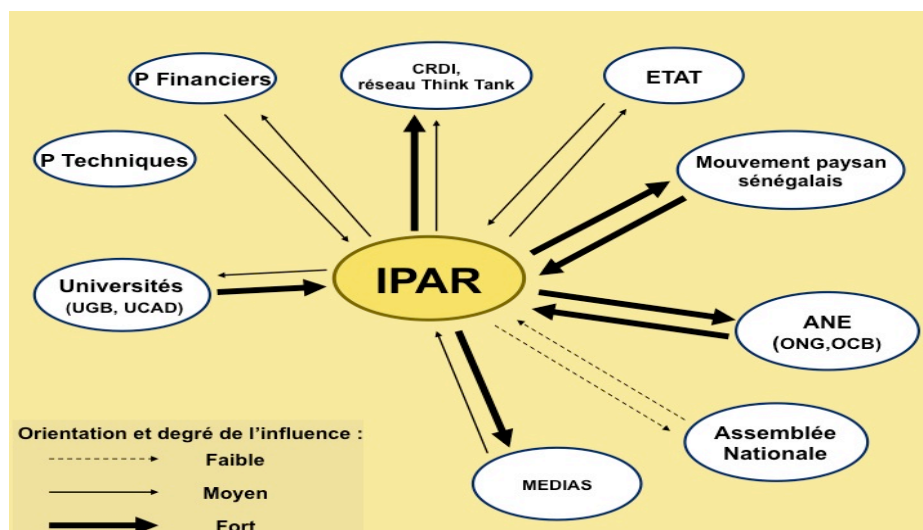 P Financiers
CRDI,
réseau Think Tank
ETAT
P Techniques
Mouvement paysan
sénégalais
IPAR
Universités
(UGB, UCAD)
ANE
(ONG,OCB)
Assemblée
Nationale
MEDIAS
Orientation et degré de l'influence :
Faible
Moyen
Fort